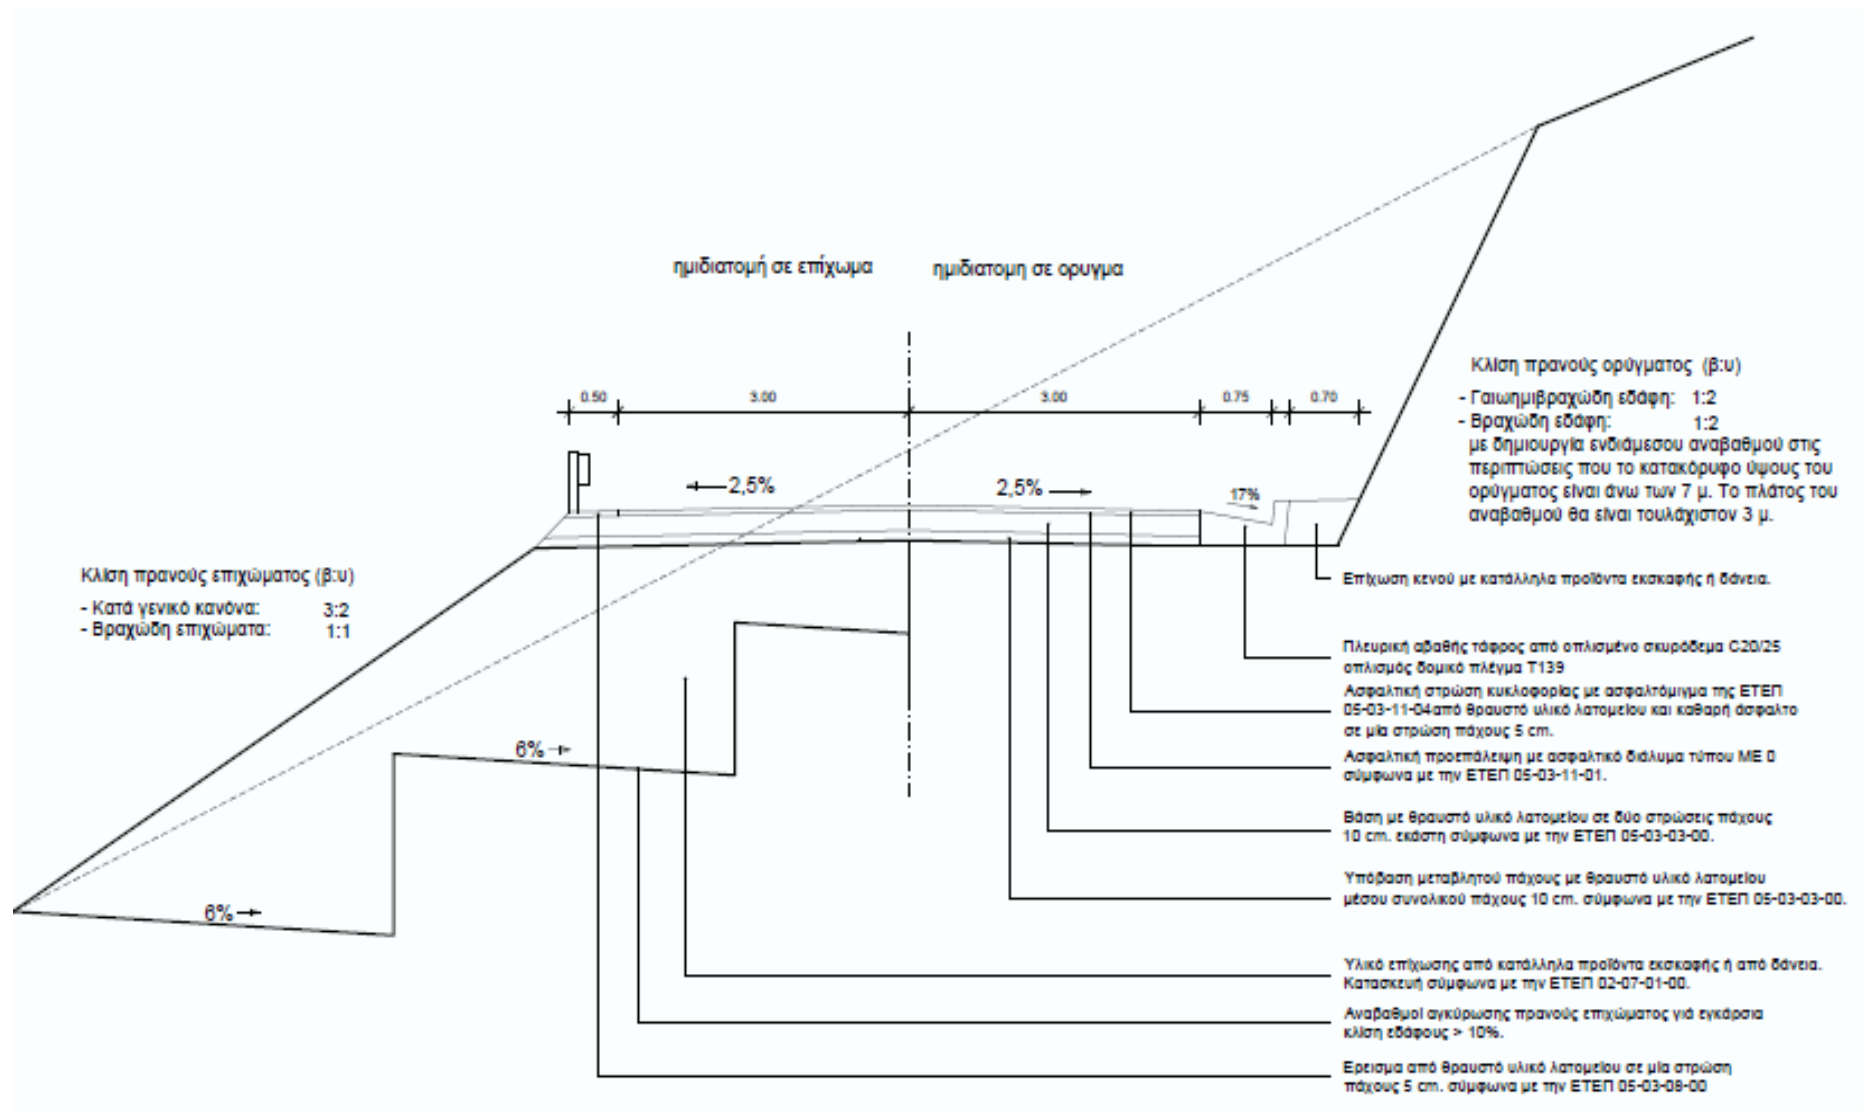 ημιδιατομή σε επίχωμα
ημιδιατομη σε ορυγμα
0.50
3.00
3.00
0.75
0.70
2,5%
2,5%
17%
Κλίση πρανούς ορύγματος (β:υ)
- Γαιωημιβραχώδη εδάφη: 1:2
- Βραχώδη εδάφη: 1:2
με δημιουργία ενδιάμεσου αναβαθμού στις
περιπτώσεις που το κατακόρυφο ύψους του
ορύγματος είναι άνω των 7 μ. Το πλάτος του
αναβαθμού θα είναι τουλάχιστον 3 μ.
Κλίση πρανούς επιχώματος (β:υ)
- Κατά γενικό κανόνα: 3:2
- Βραχώδη επιχώματα: 1:1
6%
6%
Επίχωση κενού με κατάλληλα προϊόντα εκσκαφής ή δάνεια.
Πλευρική αβαθής τάφρος από οπλισμένο σκυρόδεμα C20/25
οπλισμός δομικό πλέγμα Τ139
Ασφαλτική στρώση κυκλοφορίας με ασφαλτόμιγμα της ΕΤΕΠ
05-03-11-04από θραυστό υλικό λατομείου και καθαρή άσφαλτο
σε μία στρώση πάχους 5 cm.
Ασφαλτική προεπάλειψη με ασφαλτικό διάλυμα τύπου ΜΕ 0
σύμφωνα με την ΕΤΕΠ 05-03-11-01.
Βάση με θραυστό υλικό λατομείου σε δύο στρώσεις πάχους
10 cm. εκάστη σύμφωνα με την ΕΤΕΠ 05-03-03-00.
Υπόβαση μεταβλητού πάχους με θραυστό υλικό λατομείου
μέσου συνολικού πάχους 10 cm. σύμφωνα με την ΕΤΕΠ 05-03-03-00.
Υλικό επίχωσης από κατάλληλα προϊόντα εκσκαφής ή από δάνεια.
Κατασκευή σύμφωνα με την ΕΤΕΠ 02-07-01-00.
Αναβαθμοί αγκύρωσης πρανούς επιχώματος γιά εγκάρσια
κλίση εδάφους > 10%.
Ερεισμα από θραυστό υλικό λατομείου σε μία στρώση
πάχους 5 cm. σύμφωνα με την ΕΤΕΠ 05-03-08-00